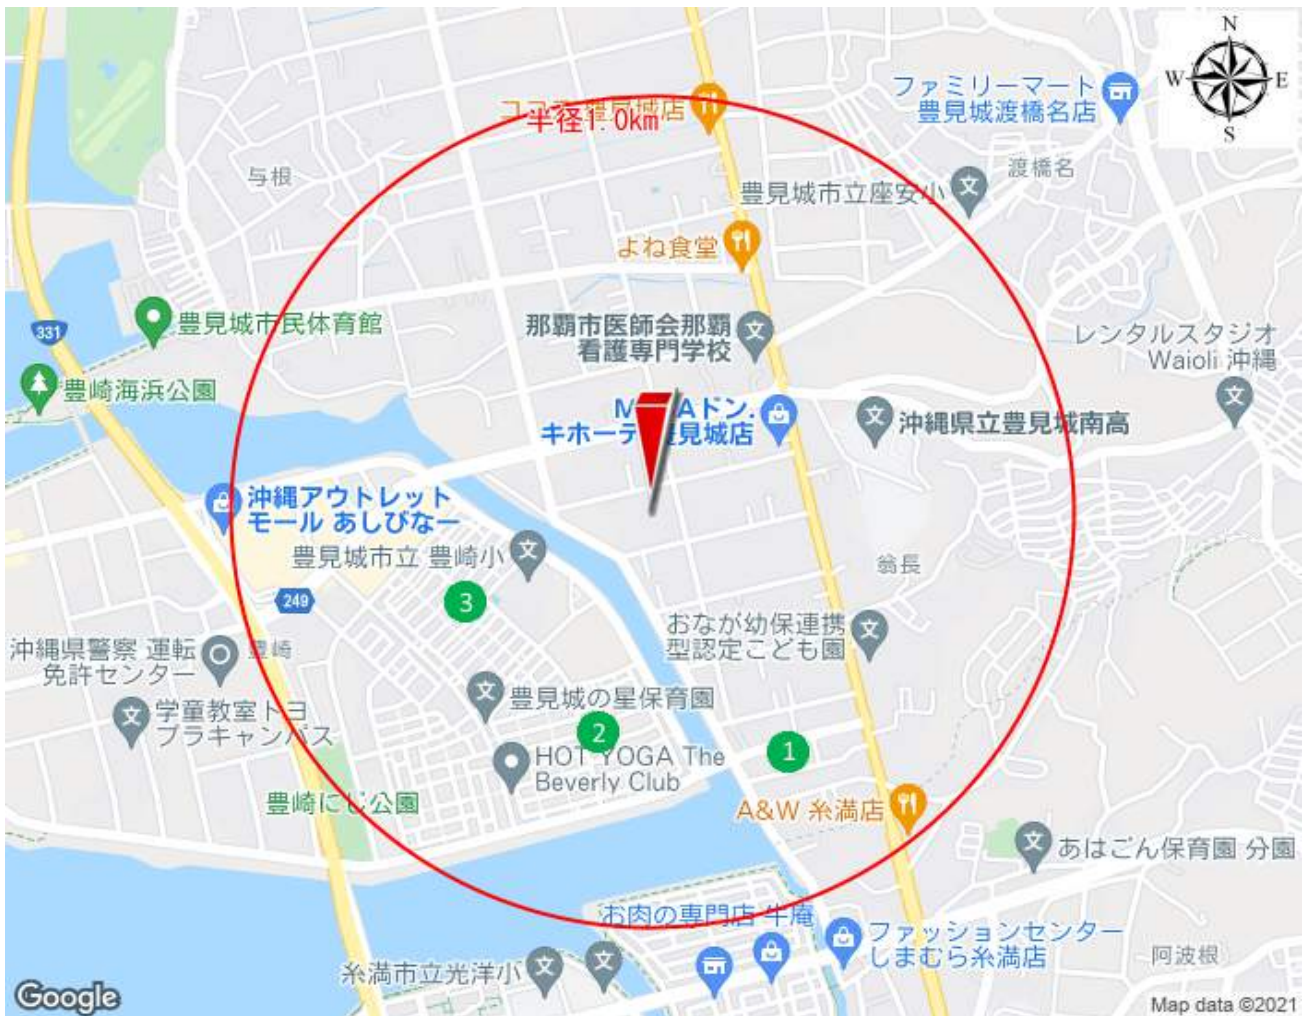 N
W
E
S
ファミリーマート
豊見城渡橋名店
半径1.0km
与根
渡橋名
豊見城市立座安小
よね食堂
豊見城市民体育館
331
那覇市医師会那覇
看護専門学校
レンタルスタジオ
Waioli 沖縄
豊崎海浜公園
キホーテ豊見城店
沖縄県立豊見城南高
沖縄アウトレット
モール あしびなー
豊見城市立 豊崎小
翁長
249
3
おなが幼保連携
型認定こども園
沖縄県警察 運転
免許センター
豊崎
学童教室トヨ
プラキャンパス
豊見城の星保育園
2
1
HOT YOGA The
Beverly Club
豊崎にじ公園
A&W 糸満店
あはごん保育園 分園
お肉の専門店 牛庵
ファッションセンター
しまむら糸満店
糸満市立光洋小
阿波根
Google
Map data ©2021